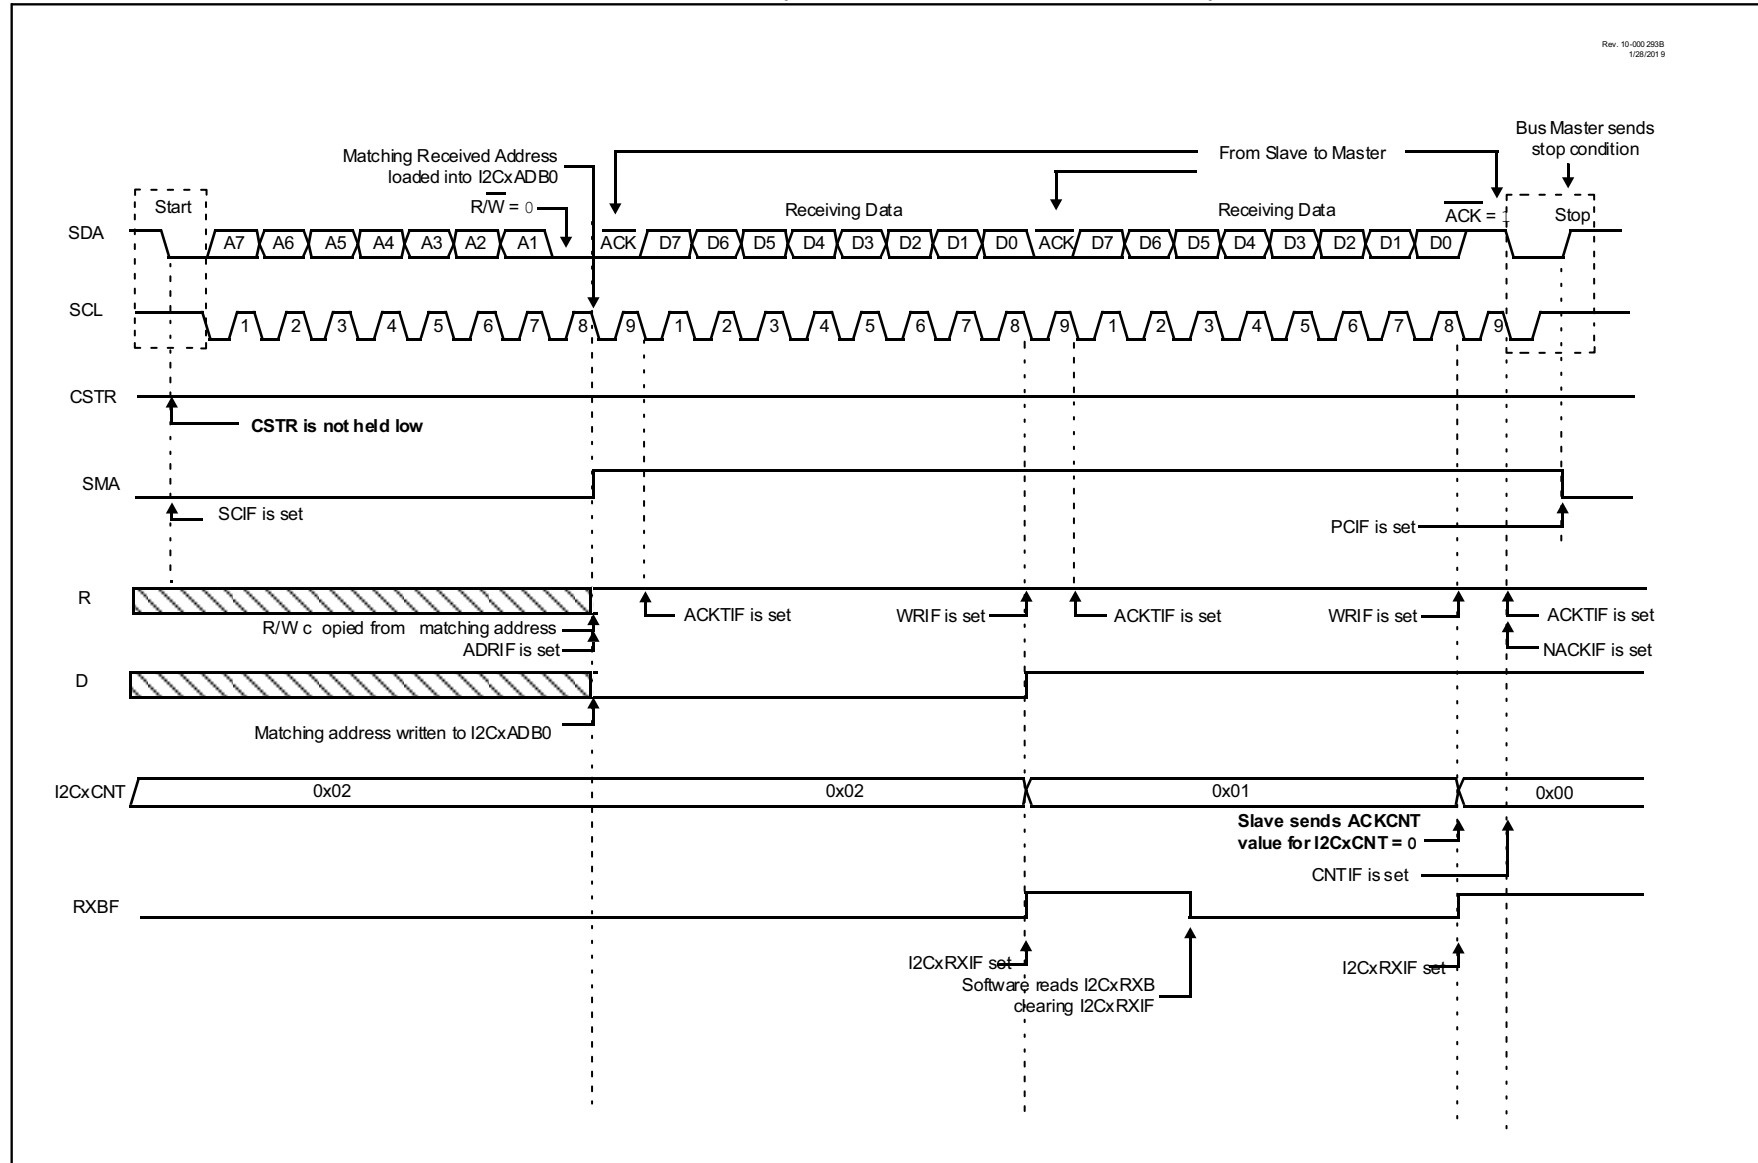 Rev. 10-000 293B
1/28/201 9
Bus Master sends
stop condition
Matching Received Address
loaded into I2CxADB0
From Slave to Master
Start
R/W = 0
Receiving Data
Receiving Data
ACK = 1
Stop
SDA
A7 A6 A5 A4 A3 A2 A1 ACK D7 D6 D5 D4 D3 D2 D1 D0 ACK D7 D6 D5 D4 D3 D2 D1 D0
SCL
1 2 3 4 5 6 7 8 9 1 2 3 4 5 6 7 8 9 1 2 3 4 5 6 7 8 9
CSTR
CSTR is not held low
SMA
SCIF is set
PCIF is set
R
ACKTIF is set
WRIF is set
ACKTIF is set
WRIF is set
ACKTIF is set
R/W c opied from matching address
ADRIF is set
NACKIF is set
D
Matching address written to I2CxADB0
I2CxCNT
0x02
0x02
0x01
0x00
Slave sends ACKCNT
value for I2CxCNT = 0
CNTIF is set
RXBF
I2CxRXIF set
I2CxRXIF set
Software reads I2CxRXB
clearing I2CxRXIF